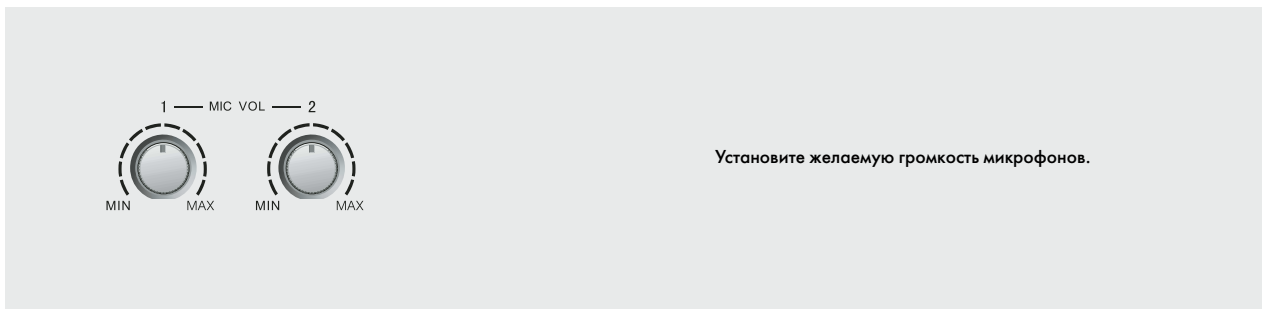 1 — MIC VOL — 2
MIN MAX MIN MAX
Установите желаемую громкость микрофонов.